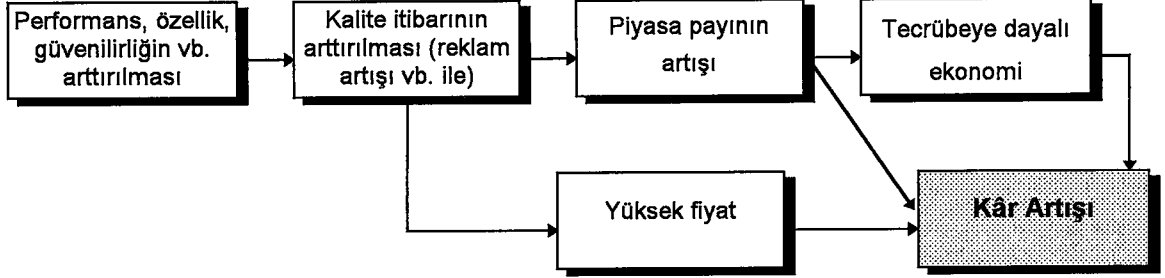 Performans, özellik,
güvenilirliğin vb.
arttırılması
Kalite itibarının
arttırılması (reklam
artışı vb. ile)
Piyasa payının
artışı
Tecrübeye dayalı
ekonomi
Yüksek fiyat
Kâr Artışı